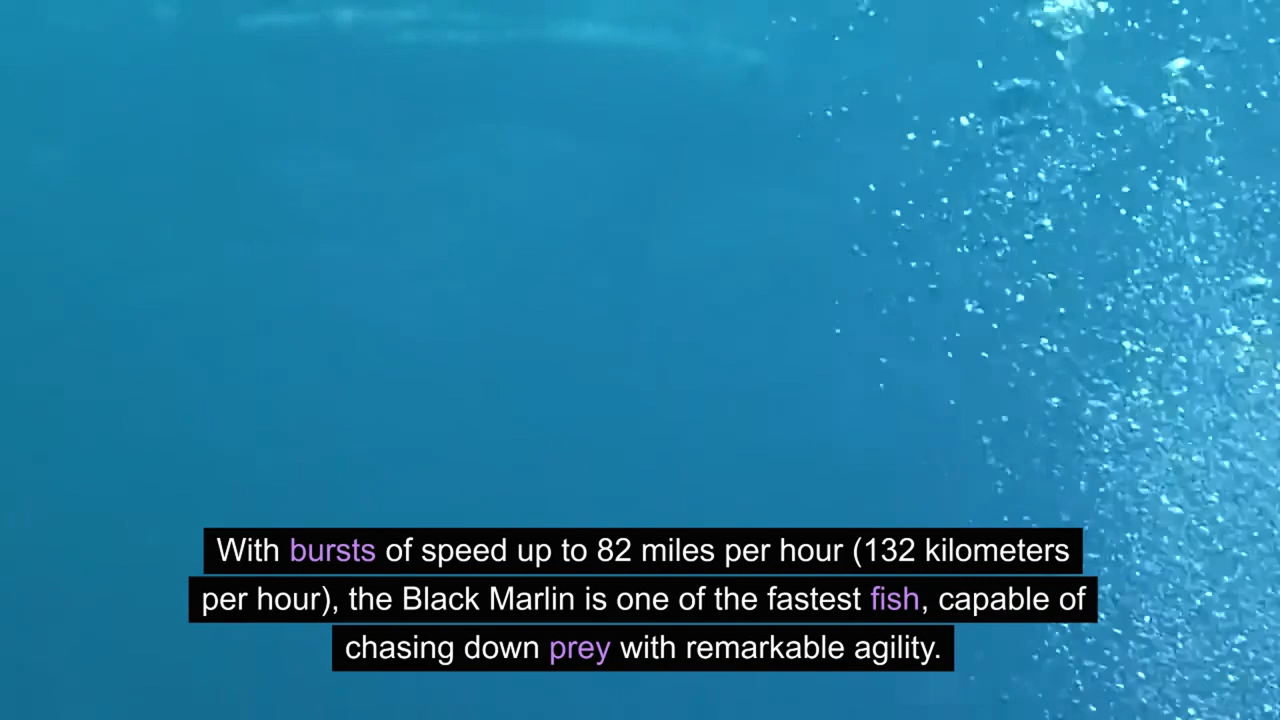 With bursts of speed up to 82 miles per hour (132 kilometers
per hour), the Black Marlin is one of the fastest fish, capable of
chasing down prey with remarkable agility.